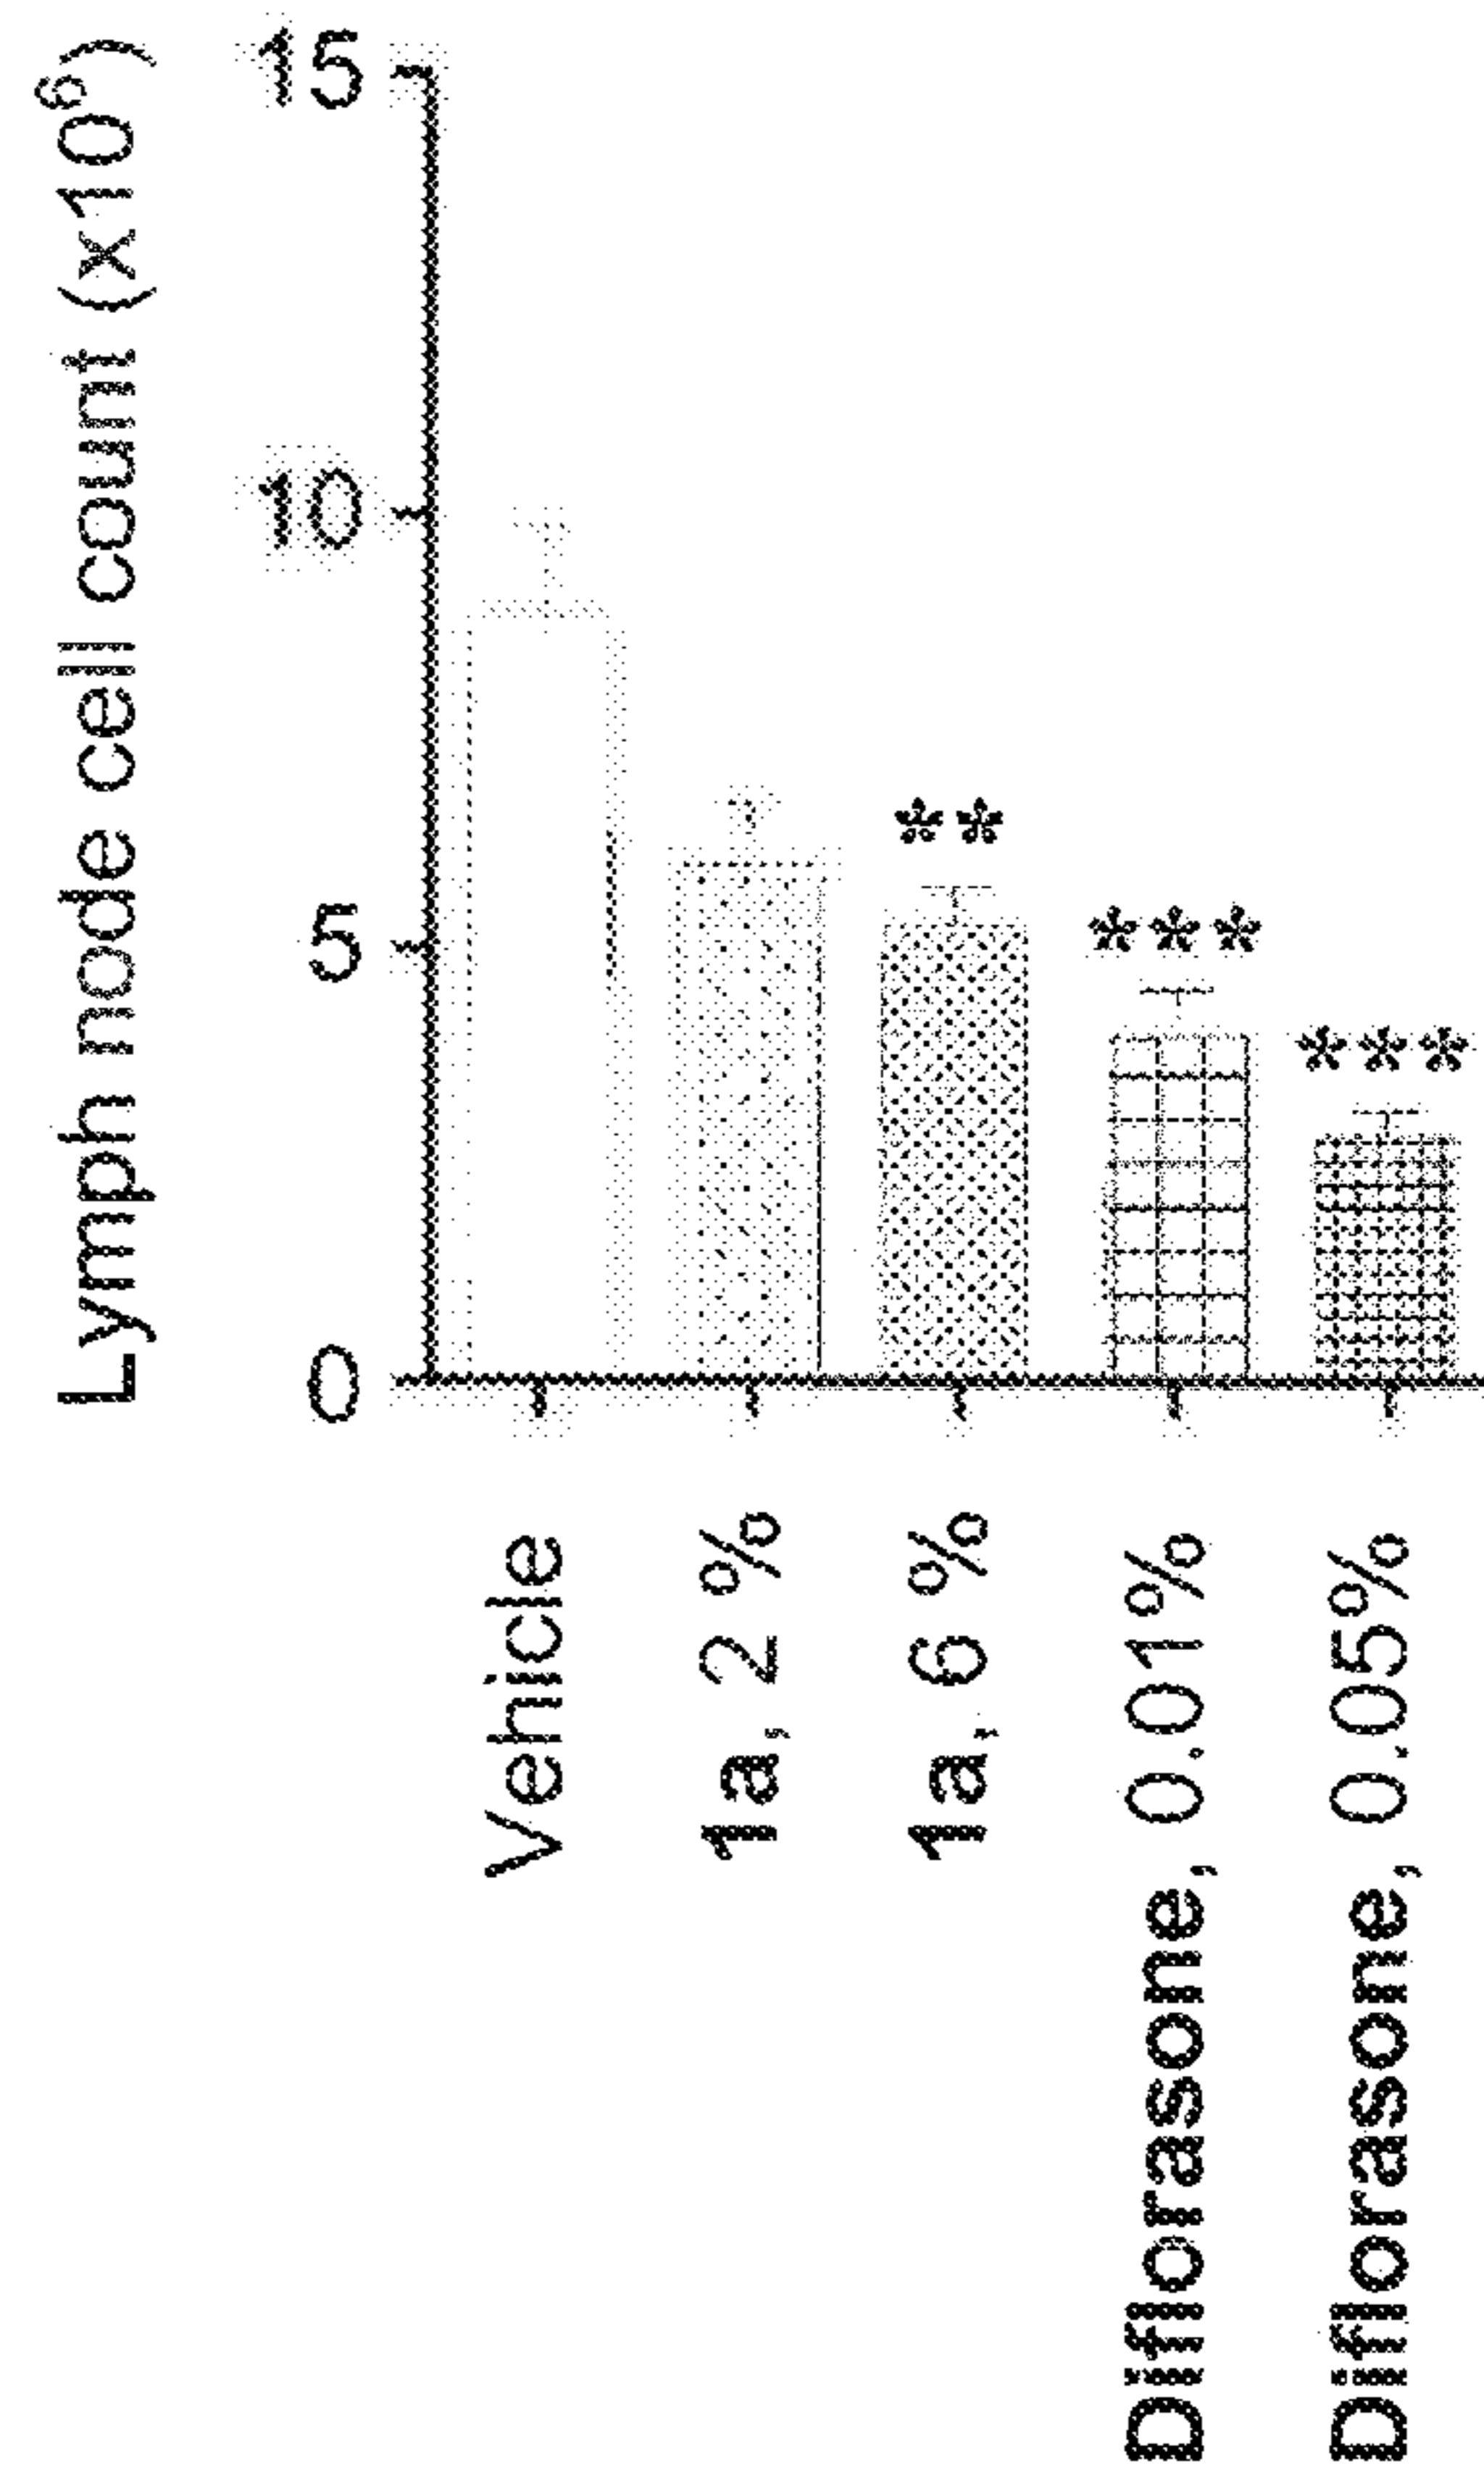 Lymph node cell count (x10⁶)
15
10
5
0
**
***
***
Vehicle
1a, 2 %
1a, 6 %
Diflorasone, 0.01%
Diflorasone, 0.05%